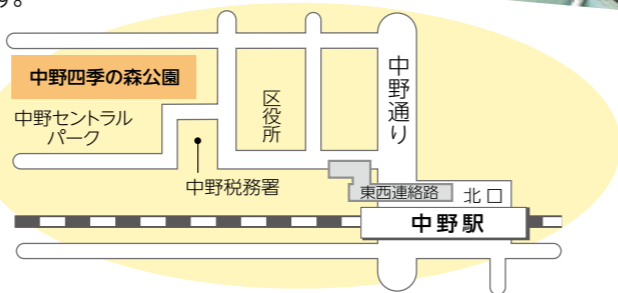 す。
中野四季の森公園
中野セントラル
パーク
区役所
中野通り
中野税務署
東西連絡路
北口
中野駅